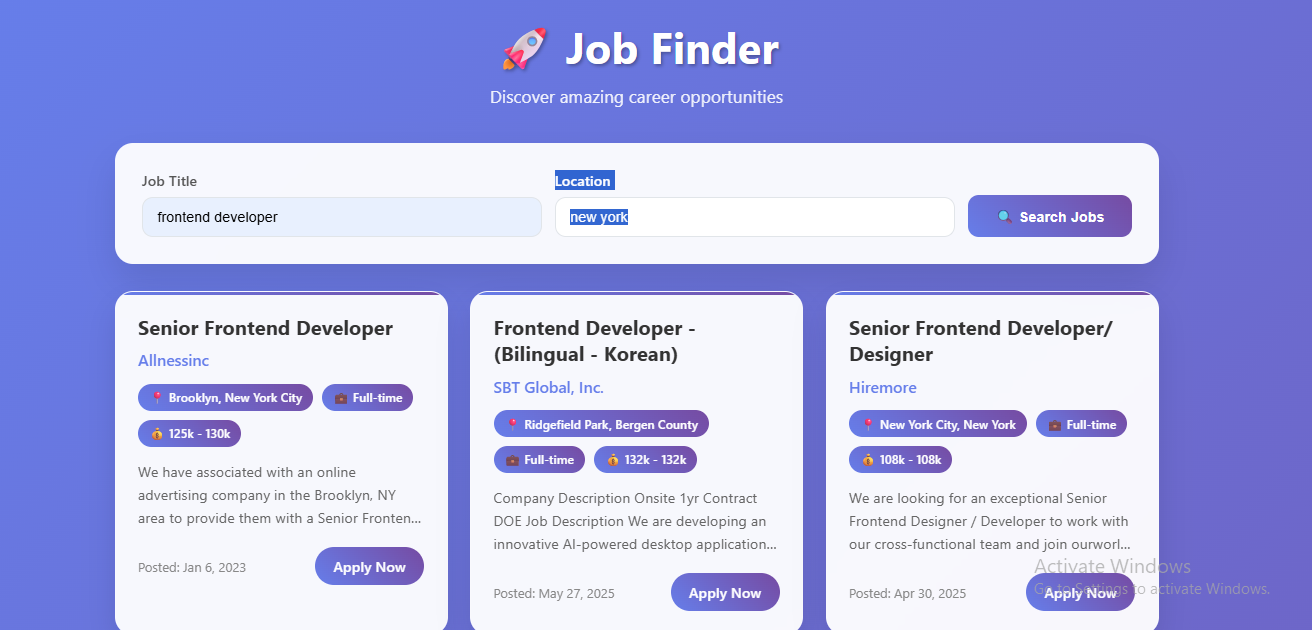 Job Finder
Discover amazing career opportunities
Job Title
frontend developer
Location
new york
Search Jobs
Senior Frontend Developer
Allnessinc
Brooklyn, New York City
Full-time
125k - 130k
We have associated with an online
advertising company in the Brooklyn, NY
area to provide them with a Senior Fronten...
Posted: Jan 6, 2023
Apply Now
Frontend Developer -
(Bilingual - Korean)
SBT Global, Inc.
Ridgefield Park, Bergen County
Full-time
132k - 132k
Company Description Onsite 1yr Contract
DOE Job Description We are developing an
innovative AI-powered desktop application...
Posted: May 27, 2025
Apply Now
Senior Frontend Developer/
Designer
Hiremore
New York City, New York
Full-time
108k - 108k
We are looking for an exceptional Senior
Frontend Designer / Developer to work with
our cross-functional team and join ourworl...
Posted: Apr 30, 2025
Apply Now
Activate Windows
Go to Settings to activate Windows.